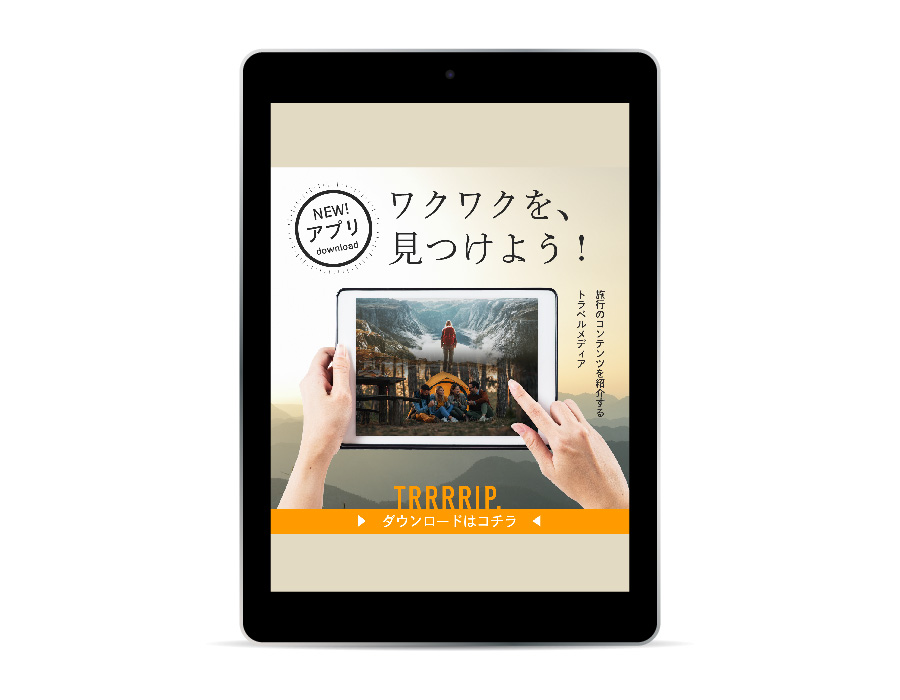 NEW!
アプリ
download
ワクワクを、
見つけよう！
旅行のコンテンツを紹介する
トラベルメディア
TRRRRIP.
ダウンロードはコチラ